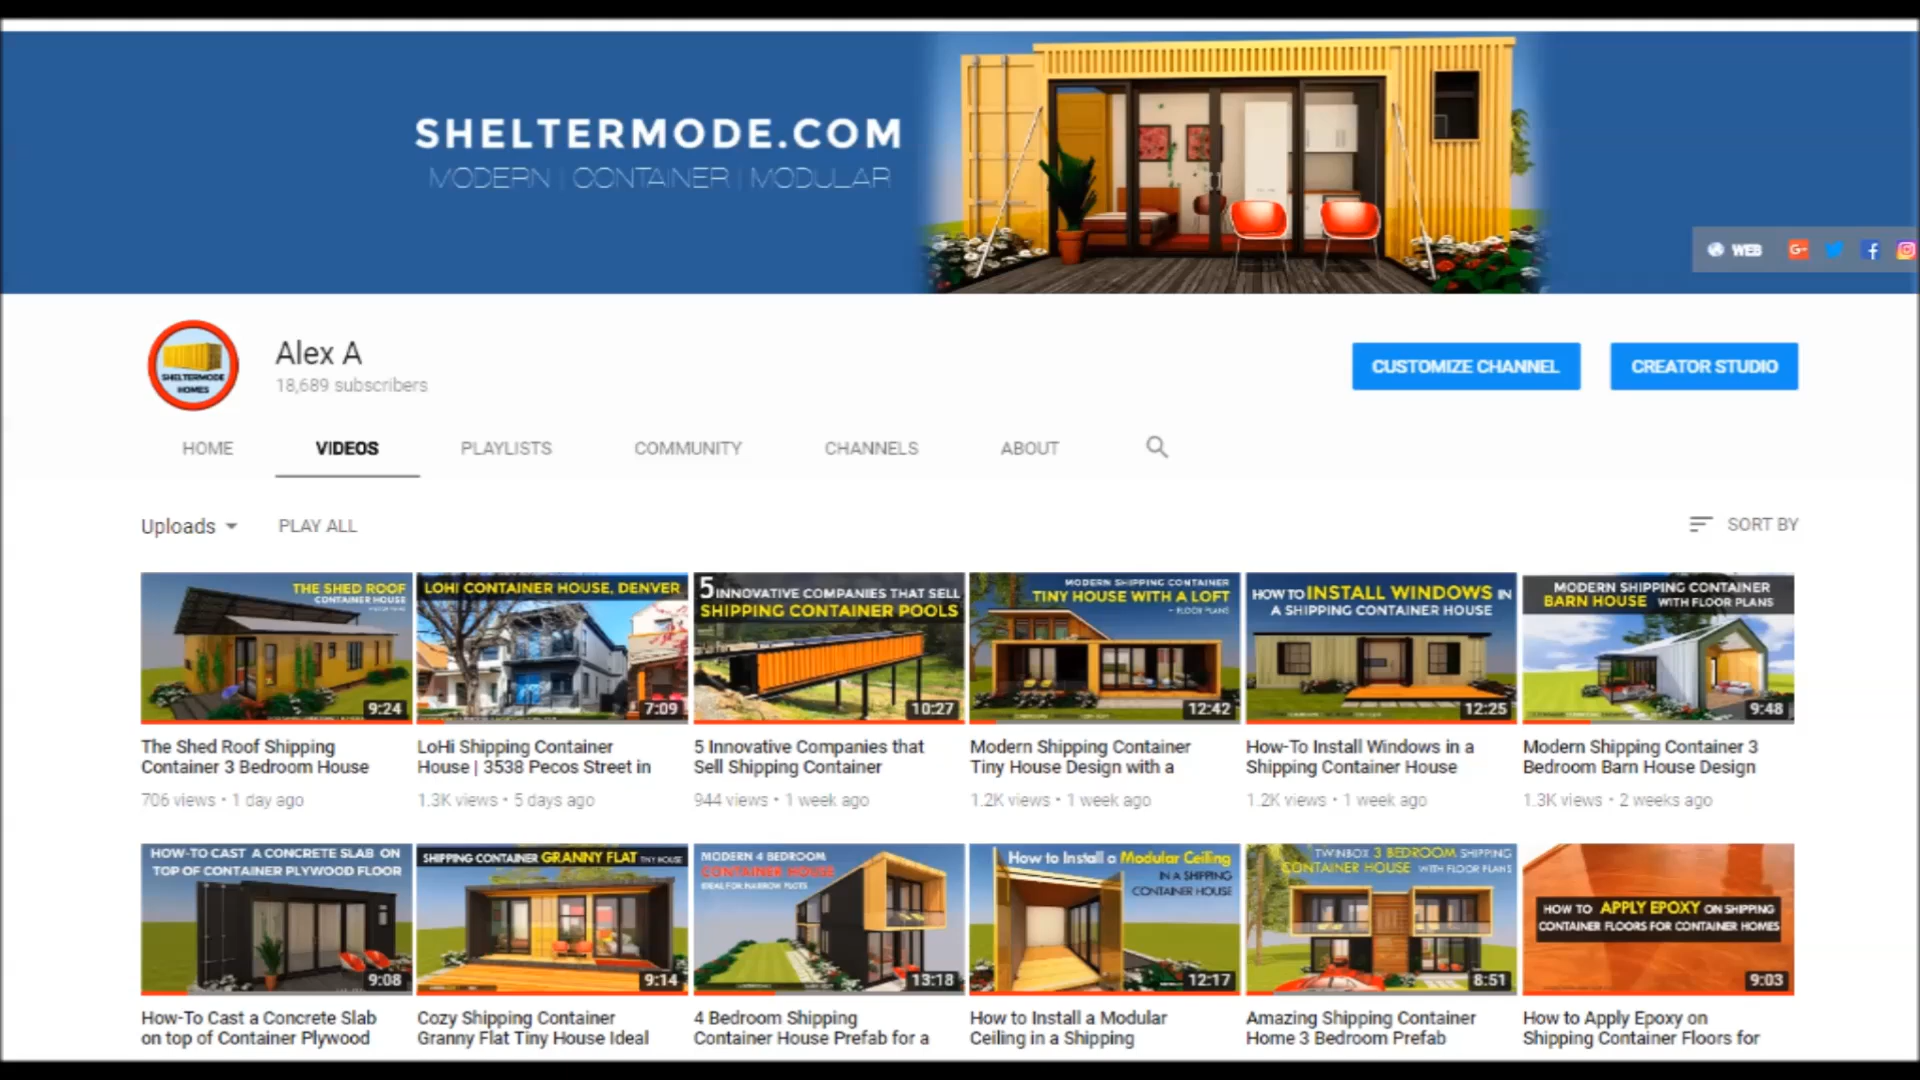 SHELTERMODE.COM
MODERN | CONTAINER | MODULAR
WEB
G+
SHELTERMODE
HOMES
Alex A
18,689 subscribers
CUSTOMIZE CHANNEL
CREATOR STUDIO
HOME
VIDEOS
PLAYLISTS
COMMUNITY
CHANNELS
ABOUT
Uploads
PLAY ALL
SORT BY
THE SHED ROOF
CONTAINER HOUSE
9:24
LOHI CONTAINER HOUSE, DENVER
7:09
5 INNOVATIVE COMPANIES THAT SELL
SHIPPING CONTAINER POOLS
10:27
MODERN SHIPPING CONTAINER
TINY HOUSE WITH A LOFT
+ FLOOR PLANS
12:42
HOW TO INSTALL WINDOWS IN
A SHIPPING CONTAINER HOUSE
12:25
MODERN SHIPPING CONTAINER
BARN HOUSE WITH FLOOR PLANS
9:48
The Shed Roof Shipping
Container 3 Bedroom House
706 views • 1 day ago
LoHi Shipping Container
House | 3538 Pecos Street in
1.3K views • 5 days ago
5 Innovative Companies that
Sell Shipping Container
944 views • 1 week ago
Modern Shipping Container
Tiny House Design with a
1.2K views • 1 week ago
How-To Install Windows in a
Shipping Container House
1.2K views • 1 week ago
Modern Shipping Container 3
Bedroom Barn House Design
1.3K views • 2 weeks ago
HOW-TO CAST A CONCRETE SLAB ON
TOP OF CONTAINER PLYWOOD FLOOR
9:08
SHIPPING CONTAINER GRANNY FLAT TINY HOUSE
9:14
MODERN 4 BEDROOM
CONTAINER HOUSE
IDEAL FOR NARROW PLOTS
13:18
How to Install a Modular Ceiling
IN A SHIPPING
CONTAINER HOUSE
12:17
TWINBOX 3 BEDROOM SHIPPING
CONTAINER HOUSE WITH FLOOR PLANS
8:51
HOW TO APPLY EPOXY ON SHIPPING
CONTAINER FLOORS FOR CONTAINER HOMES
9:03
How-To Cast a Concrete Slab
on top of Container Plywood
Cozy Shipping Container
Granny Flat Tiny House Ideal
4 Bedroom Shipping
Container House Prefab for a
How to Install a Modular
Ceiling in a Shipping
Amazing Shipping Container
Home 3 Bedroom Prefab
How to Apply Epoxy on
Shipping Container Floors for